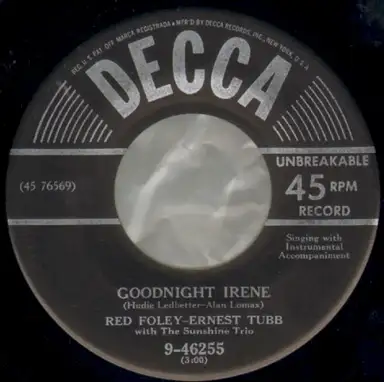 REG. U.S. PAT. OFF. MARCA REGISTRADA • MF'D BY DECCA RECORDS, INC., NEW YORK, U.S.A.
DECCA
UNBREAKABLE
(45 76569)
45 RPM
RECORD
Singing with
Instrumental
Accompaniment
GOODNIGHT IRENE
(Hudie Ledbetter-Alan Lomax)
RED FOLEY-ERNEST TUBB
with The Sunshine Trio
9-46255
(3:00)